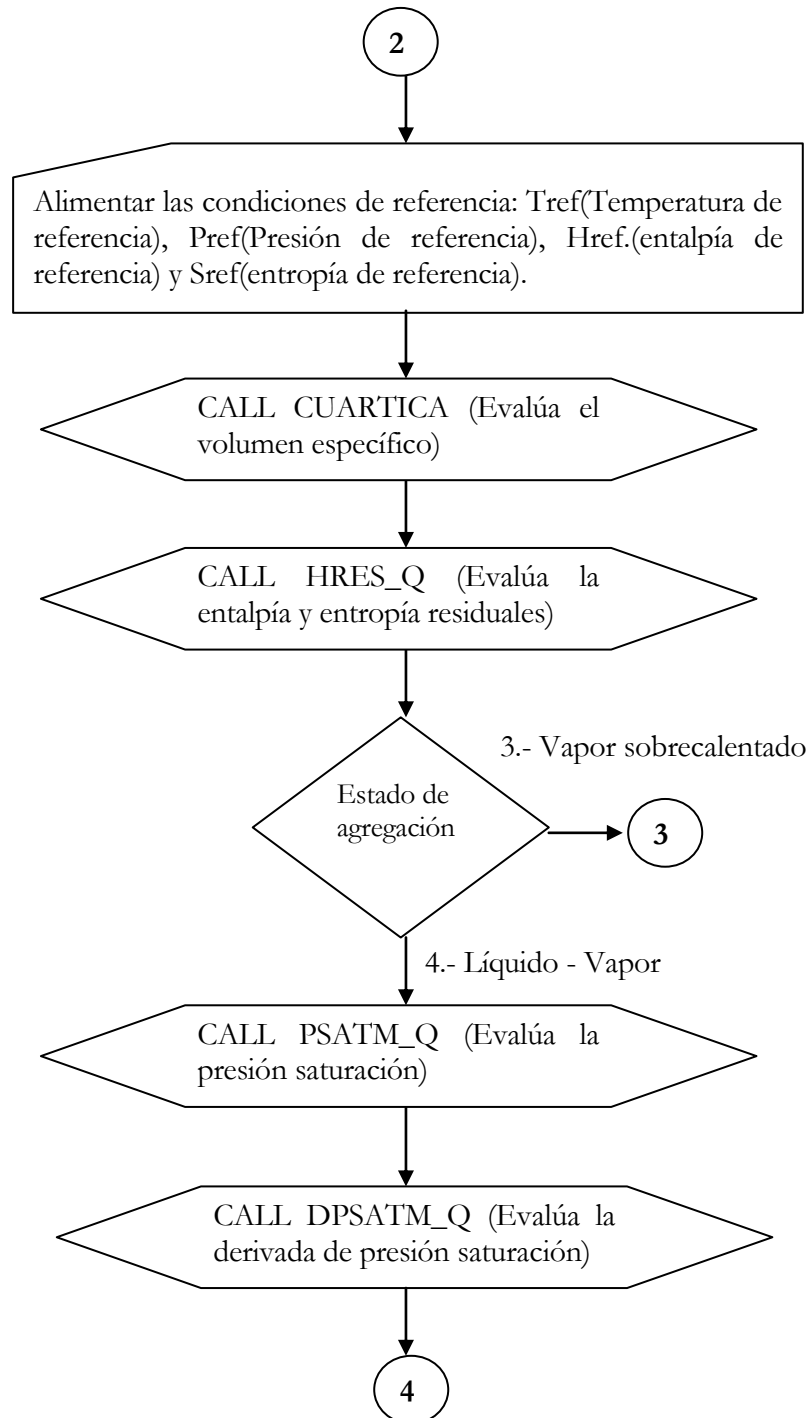 2
Alimentar las condiciones de referencia: Tref(Temperatura de
referencia), Pref(Presión de referencia), Href.(entalpía de
referencia) y Sref(entropía de referencia).
CALL CUARTICA (Evalúa el
volumen específico)
CALL HRES_Q (Evalúa la
entalpía y entropía residuales)
3.- Vapor sobrecalentado
Estado de
agregación
3
4.- Líquido - Vapor
CALL PSATM_Q (Evalúa la
presión saturación)
CALL DPSATM_Q (Evalúa la
derivada de presión saturación)
4